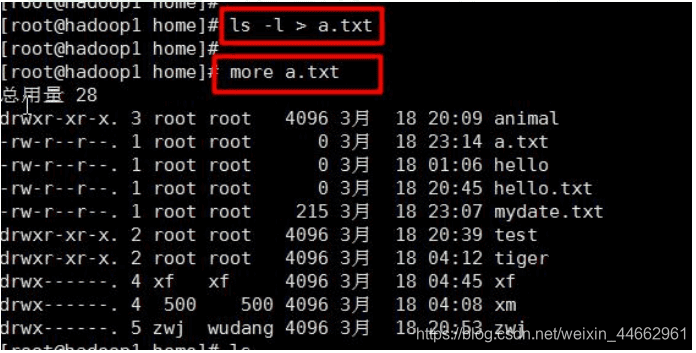 [root@hadoop1 home]#
[root@hadoop1 home]# ls -l > a.txt
[root@hadoop1 home]#
[root@hadoop1 home]# more a.txt
总用量 28
drwxr-xr-x. 3 root root 4096 3月 18 20:09 animal
-rw-r--r--. 1 root root 0 3月 18 23:14 a.txt
-rw-r--r--. 1 root root 0 3月 18 01:06 hello
-rw-r--r--. 1 root root 0 3月 18 20:45 hello.txt
-rw-r--r--. 1 root root 215 3月 18 23:07 mydate.txt
drwxr-xr-x. 2 root root 4096 3月 18 20:39 test
drwxr-xr-x. 2 root root 4096 3月 18 04:12 tiger
drwx------. 4 xf xf 4096 3月 18 04:45 xf
drwx------. 4 500 500 4096 3月 18 04:08 xm
drwx------. 5 zwj wudang 4096 3月 18 20:53 zwj
https://blog.csdn.net/weixin_44662961
[root@hadoop1 home]# ls